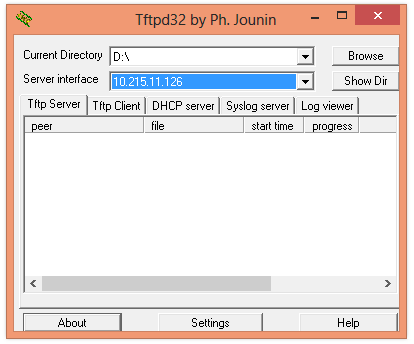 Tftpd32 by Ph. Jounin
Current Directory D:\ Browse
Server interface 10.215.11.126 Show Dir
Tftp Server Tftp Client DHCP server Syslog server Log viewer
peer file start time progress
About Settings Help